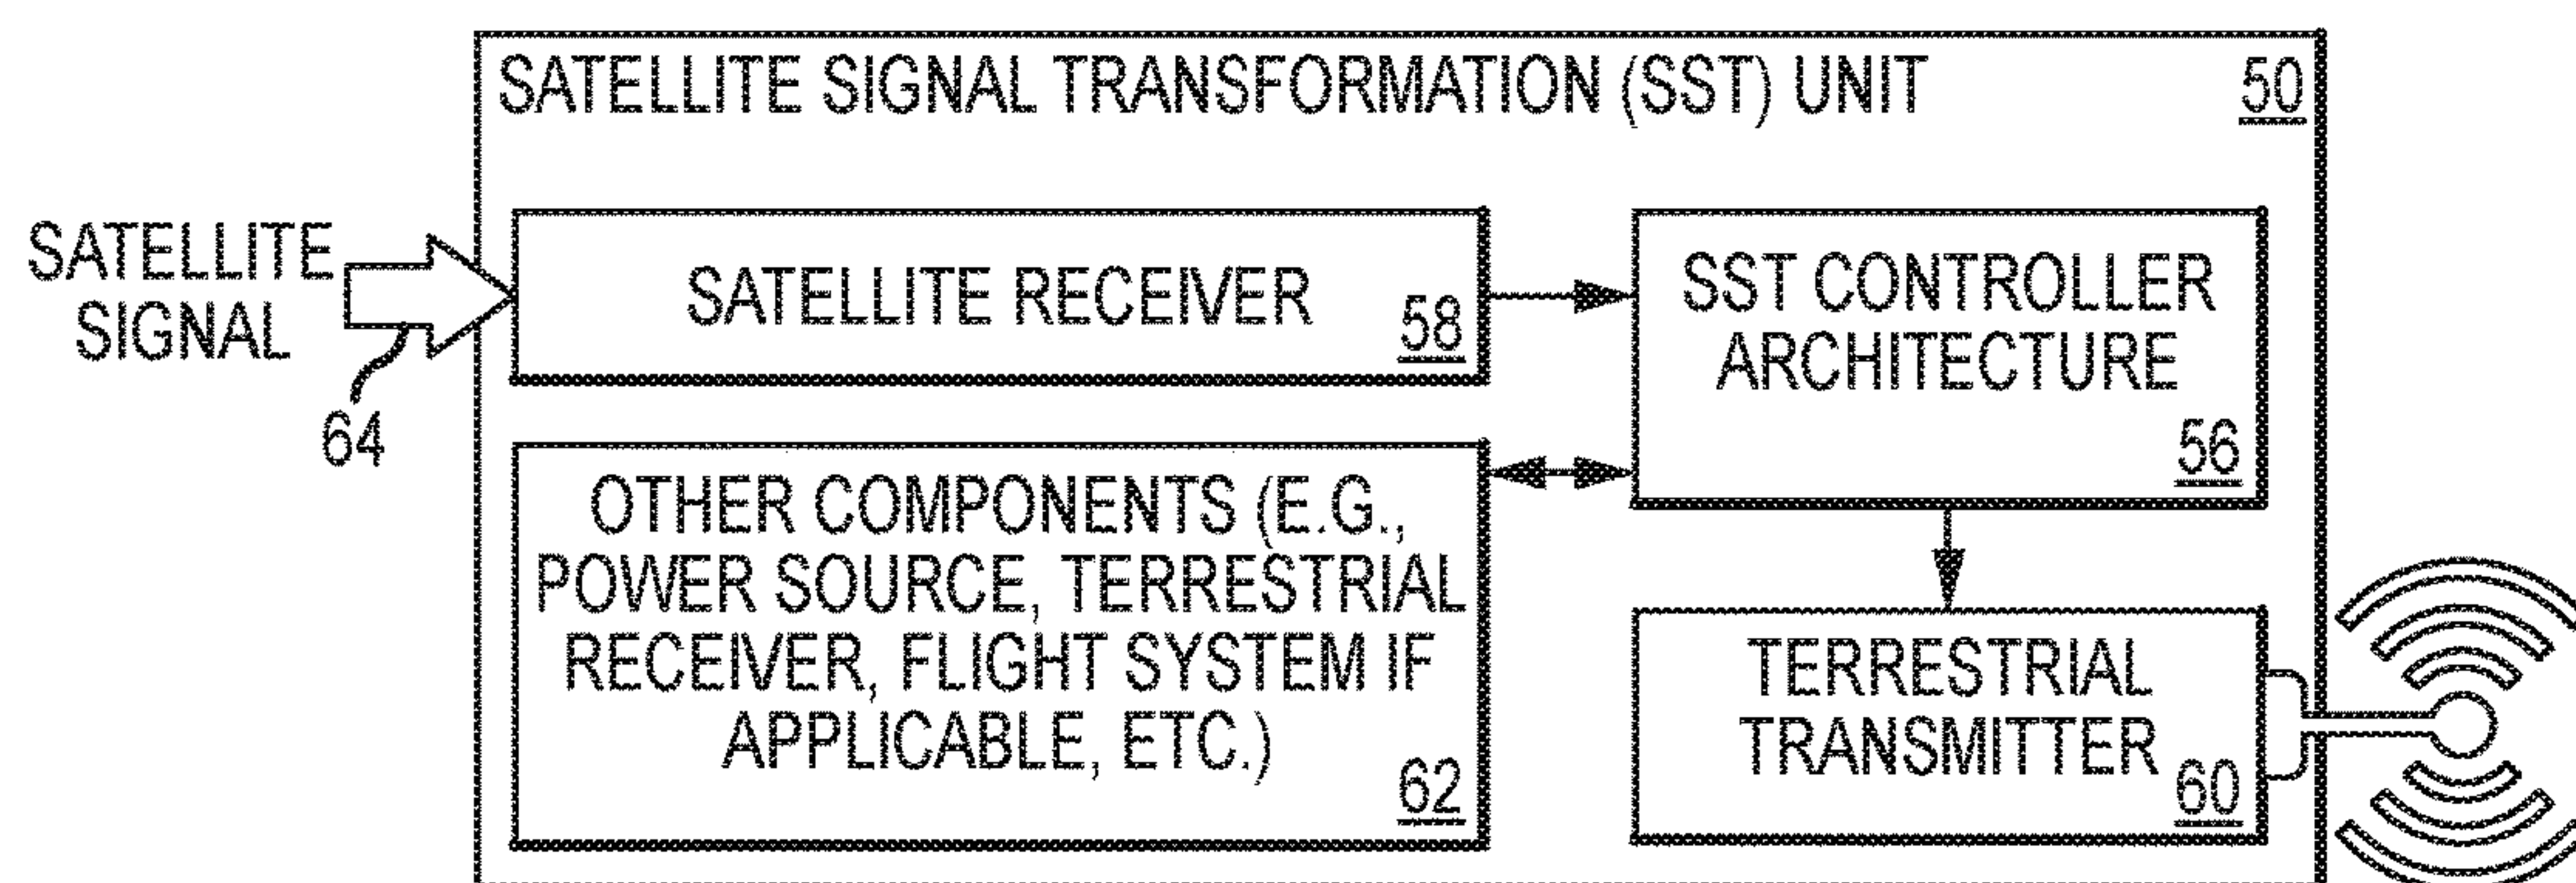 SATELLITE SIGNAL TRANSFORMATION (SST) UNIT 50
SATELLITE
SIGNAL
64
SATELLITE RECEIVER
58
SST CONTROLLER
ARCHITECTURE
56
OTHER COMPONENTS (E.G.,
POWER SOURCE, TERRESTRIAL
RECEIVER, FLIGHT SYSTEM IF
APPLICABLE, ETC.)
62
TERRESTRIAL
TRANSMITTER
60